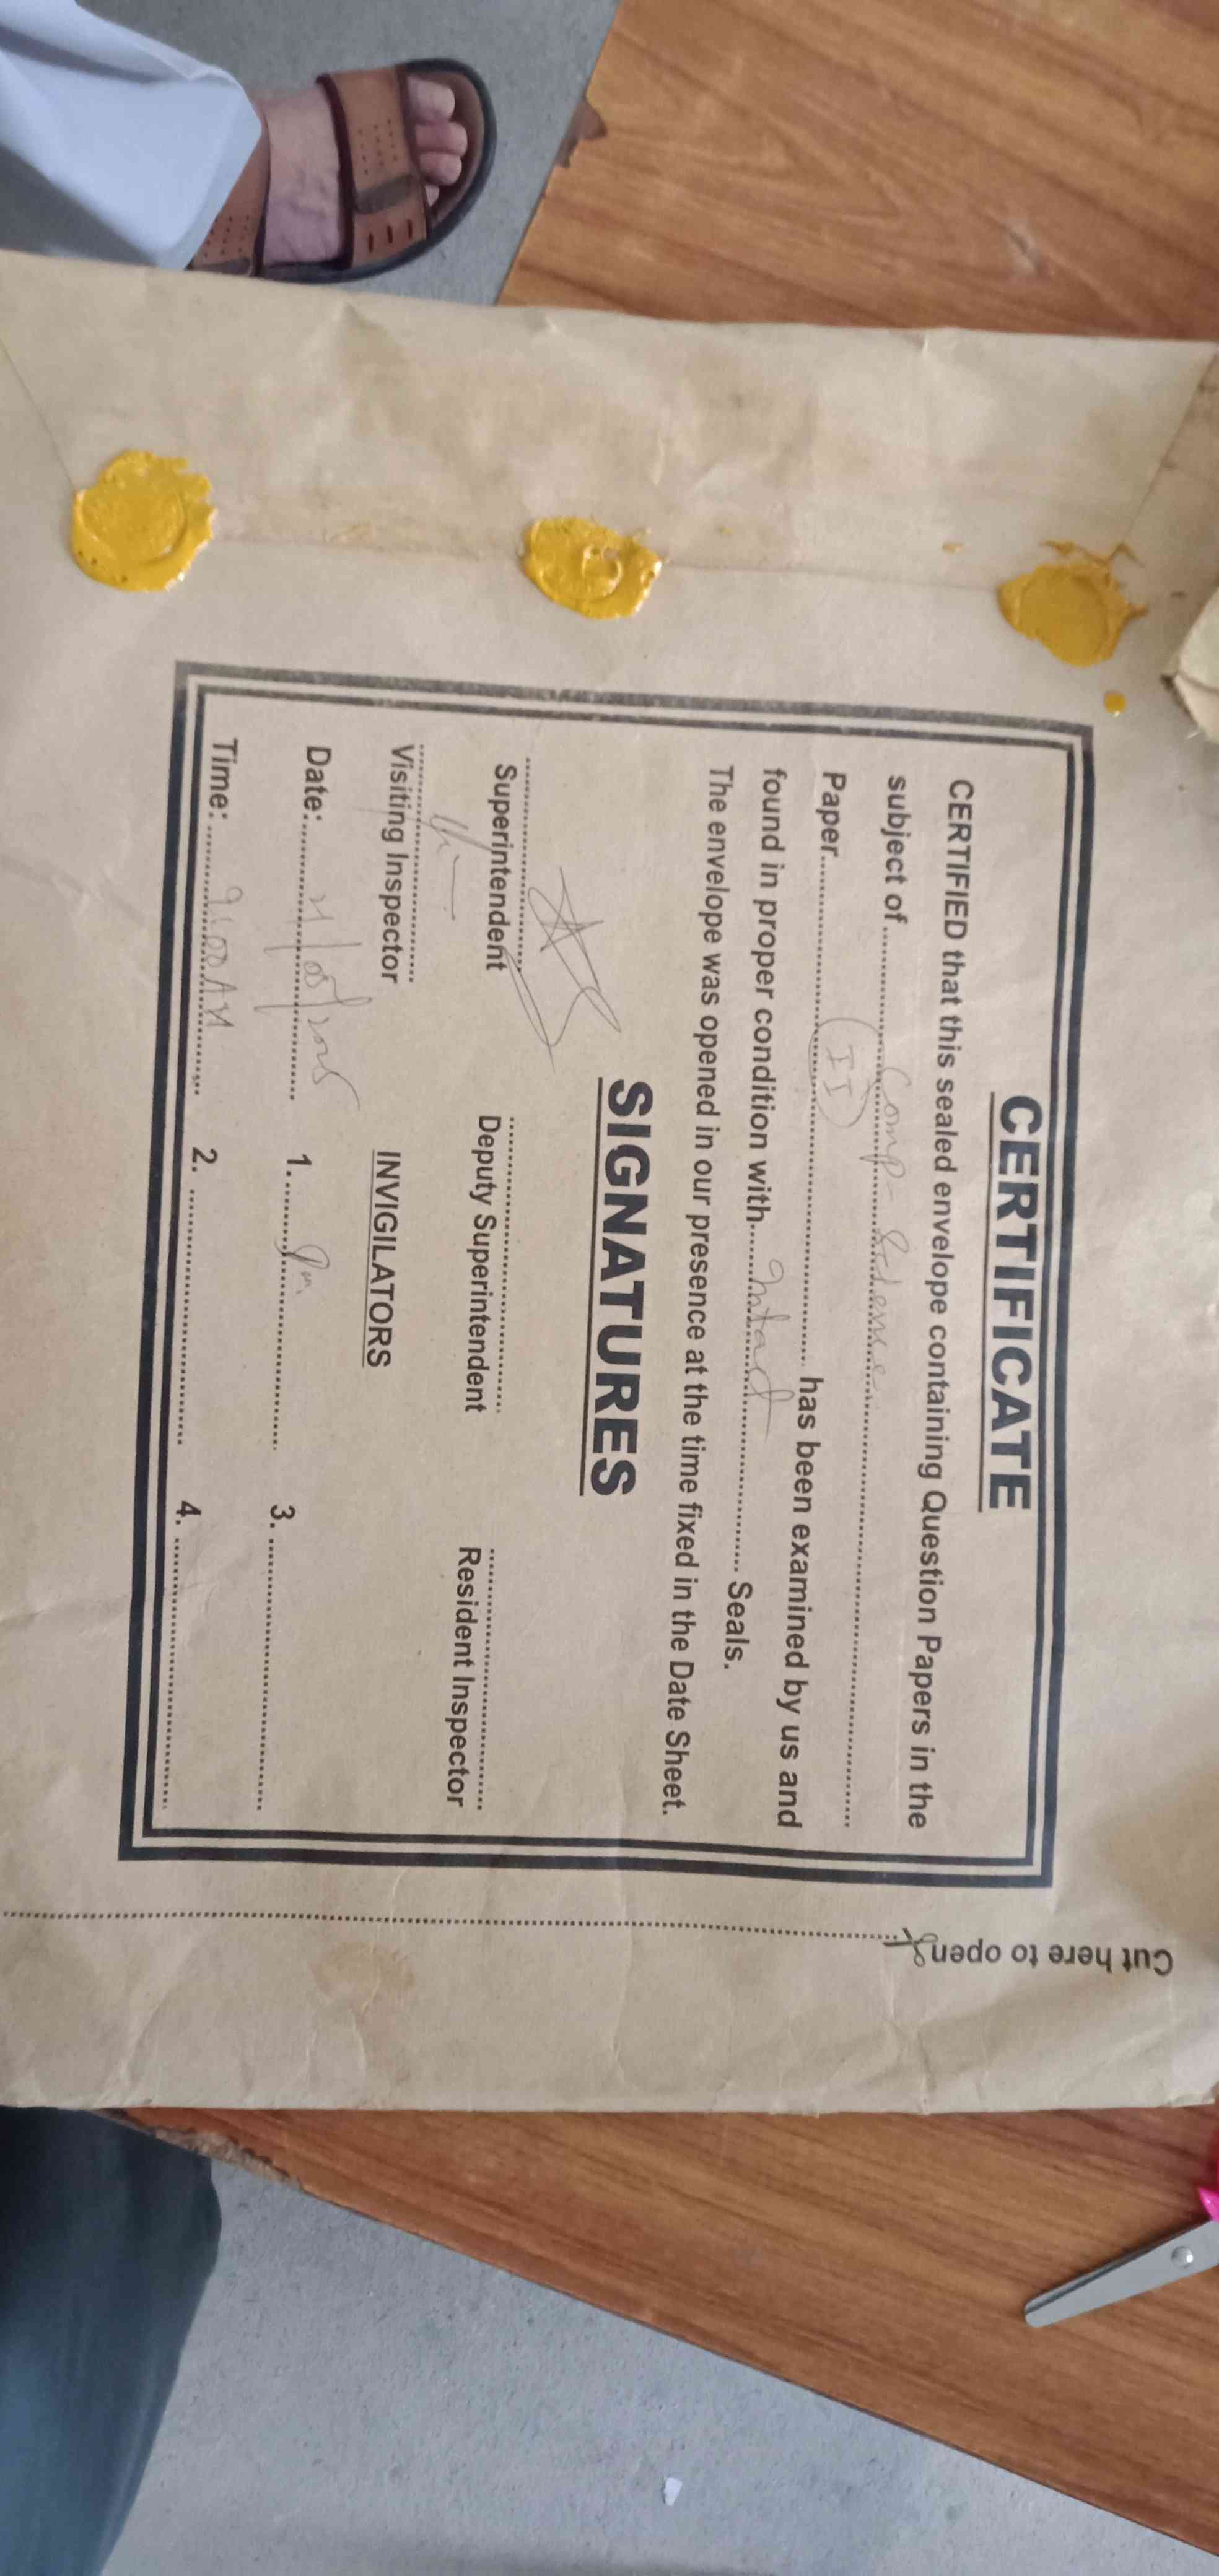 CERTIFICATE
CERTIFIED that this sealed envelope containing Question Papers in the
subject of Comp- Science
Paper (II) has been examined by us and
found in proper condition with Intact Seals.
The envelope was opened in our presence at the time fixed in the Date Sheet.
SIGNATURES
Superintendent Deputy Superintendent Resident Inspector
Visiting Inspector INVIGILATORS
Date: 1. 3.
Time: 9:00 AM 2. 4.
Cut here to open